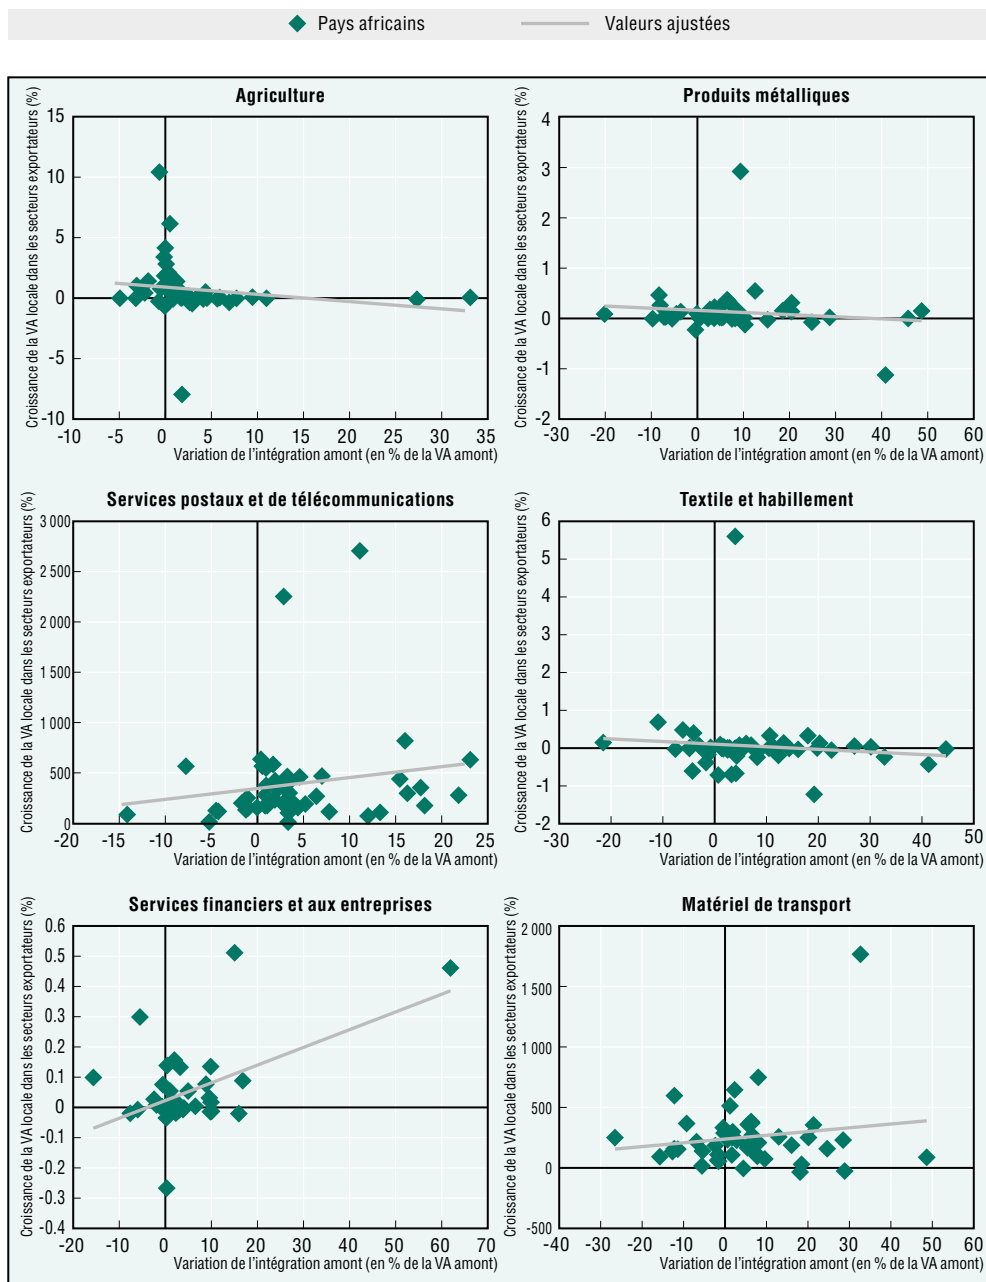 Pays africains Valeurs ajustées
Agriculture
Croissance de la VA locale dans les secteurs exportateurs (%)
15
10
5
0
-5
-10
-10 -5 0 5 10 15 20 25 30 35
Variation de l'intégration amont (en % de la VA amont)
Produits métalliques
Croissance de la VA locale dans les secteurs exportateurs (%)
4
3
2
1
0
-1
-2
-30 -20 -10 0 10 20 30 40 50 60
Variation de l'intégration amont (en % de la VA amont)
Services postaux et de télécommunications
Croissance de la VA locale dans les secteurs exportateurs (%)
3 000
2 500
2 000
1 500
1 000
500
0
-20 -15 -10 -5 0 5 10 15 20 25
Variation de l'intégration amont (en % de la VA amont)
Textile et habillement
Croissance de la VA locale dans les secteurs exportateurs (%)
6
5
4
3
2
1
0
-1
-2
-30 -20 -10 0 10 20 30 40 50
Variation de l'intégration amont (en % de la VA amont)
Services financiers et aux entreprises
Croissance de la VA locale dans les secteurs exportateurs (%)
0.6
0.5
0.4
0.3
0.2
0.1
0
-0.1
-0.2
-0.3
-0.4
-20 -10 0 10 20 30 40 50 60 70
Variation de l'intégration amont (en % de la VA amont)
Matériel de transport
Croissance de la VA locale dans les secteurs exportateurs (%)
2 000
1 500
1 000
500
0
-500
-40 -30 -20 -10 0 10 20 30 40 50 60
Variation de l'intégration amont (en % de la VA amont)